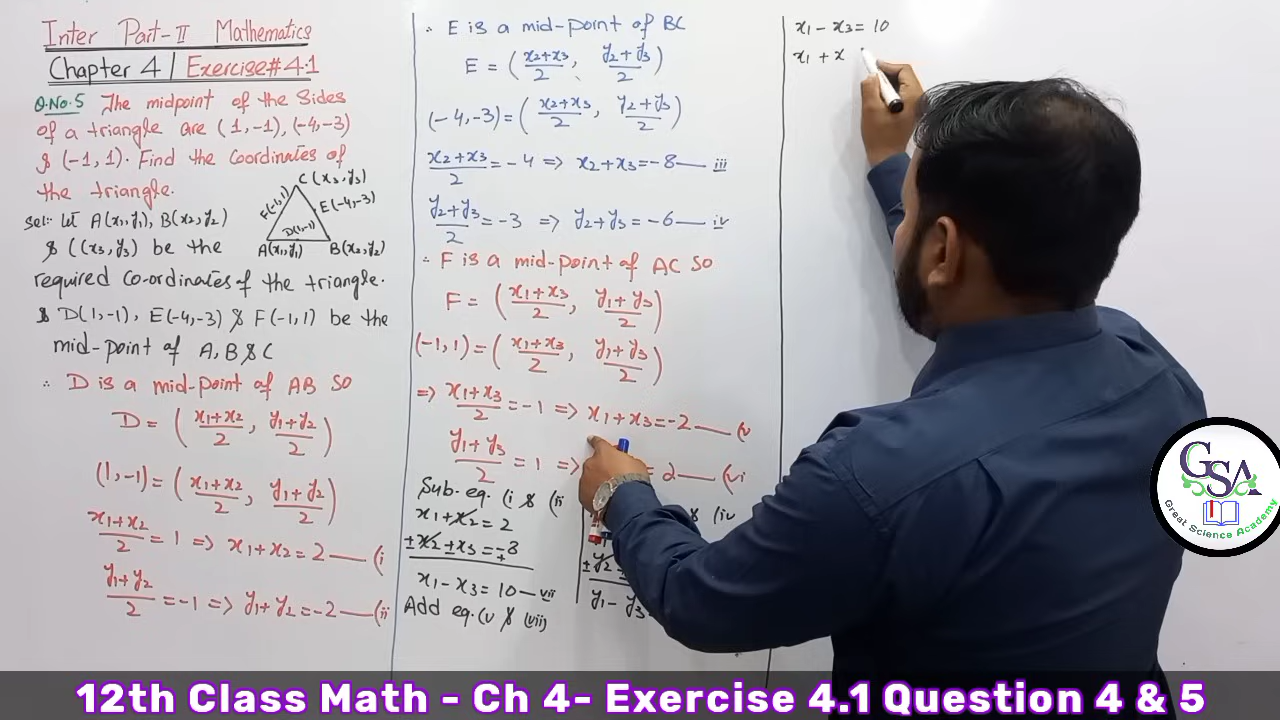 Inter Part-II Mathematics
Chapter 4 | Exercise#4.1
Q.No.5 The midpoint of the Sides
of a triangle are (1,-1), (-4,-3)
& (-1, 1). Find the Coordinates of
the triangle.
Sol:- let A(x₁,y₁), B(x₂,y₂)
& ((x₃,y₃) be the
C(x₃,y₃)
F(-1,1)
E(-4,-3)
D(1,-1)
A(x₁,y₁)
B(x₂,y₂)
required Co-ordinates of the triangle.
& D(1,-1), E(-4,-3) & F(-1,1) be the
mid-point of A,B & C
∴ D is a mid-point of AB SO
D = (x₁+x₂/2, y₁+y₂/2)
(1,-1) = (x₁+x₂/2, y₁+y₂/2)
x₁+x₂/2 = 1 => x₁+x₂ = 2 — (i
y₁+y₂/2 = -1 => y₁+y₂ = -2 — (ii
∴ E is a mid-point of BC
E = (x₂+x₃/2, y₂+y₃/2)
(-4,-3) = (x₂+x₃/2, y₂+y₃/2)
x₂+x₃/2 = -4 => x₂+x₃ = -8 — iii
y₂+y₃/2 = -3 => y₂+y₃ = -6 — iv
∴ F is a mid-point of AC SO
F = (x₁+x₃/2, y₁+y₃/2)
(-1, 1) = (x₁+x₃/2, y₁+y₃/2)
=> x₁+x₃/2 = -1 => x₁+x₃ = -2 — (v
y₁+y₃/2 = 1 => = 2 — (vi
Sub. eq. (i & (ii
x₁+x₂ = 2
±x₂ ±x₃ = -8
+
x₁-x₃ = 10 — vii
Add eq.(v & (vii)
& (iv
±y₂
y₁-y₃
x₁-x₃ = 10
x₁+x
GSA
Great Science Academy
12th Class Math - Ch 4- Exercise 4.1 Question 4 & 5